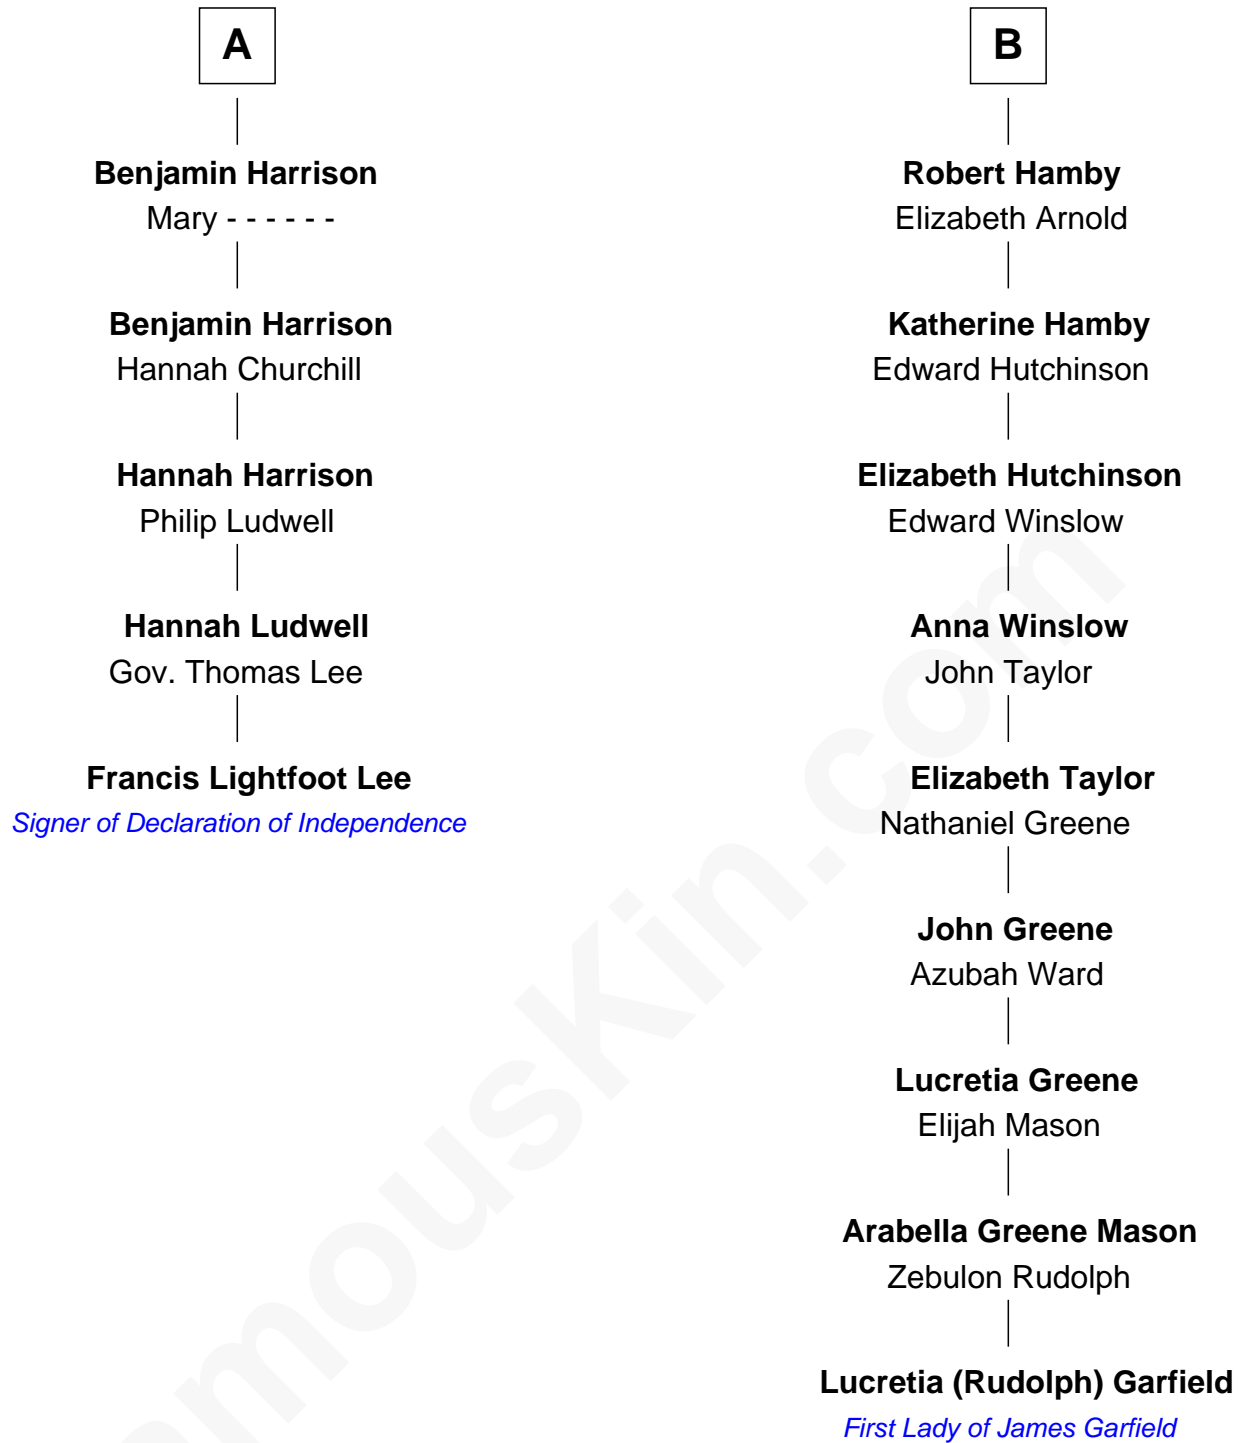 A
Benjamin Harrison
Mary - - - - - -
Benjamin Harrison
Hannah Churchill
Hannah Harrison
Philip Ludwell
Hannah Ludwell
Gov. Thomas Lee
Francis Lightfoot Lee
Signer of Declaration of Independence
B
Robert Hamby
Elizabeth Arnold
Katherine Hamby
Edward Hutchinson
Elizabeth Hutchinson
Edward Winslow
Anna Winslow
John Taylor
Elizabeth Taylor
Nathaniel Greene
John Greene
Azubah Ward
Lucretia Greene
Elijah Mason
Arabella Greene Mason
Zebulon Rudolph
Lucretia (Rudolph) Garfield
First Lady of James Garfield
amouskin.com